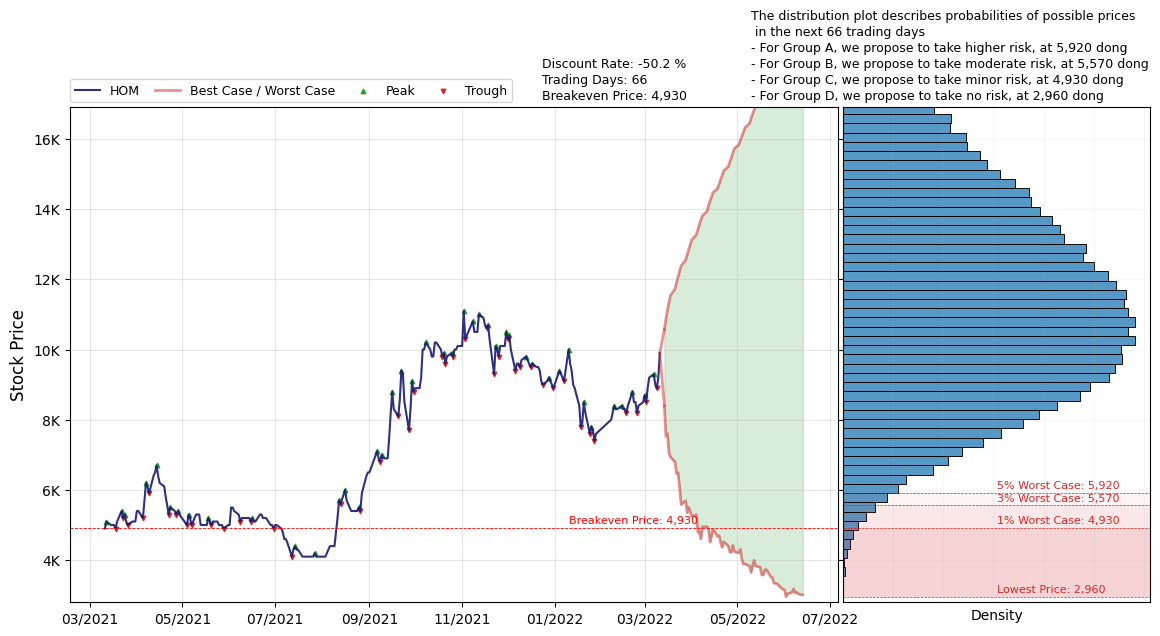 The distribution plot describes probabilities of possible prices
in the next 66 trading days
- For Group A, we propose to take higher risk, at 5,920 dong
- For Group B, we propose to take moderate risk, at 5,570 dong
- For Group C, we propose to take minor risk, at 4,930 dong
- For Group D, we propose to take no risk, at 2,960 dong
Discount Rate: -50.2 %
Trading Days: 66
Breakeven Price: 4,930
HOM
Best Case / Worst Case
Peak
Trough
Stock Price
16K
14K
12K
10K
8K
6K
4K
Breakeven Price: 4,930
5% Worst Case: 5,920
3% Worst Case: 5,570
1% Worst Case: 4,930
Lowest Price: 2,960
03/2021
05/2021
07/2021
09/2021
11/2021
01/2022
03/2022
05/2022
07/2022
Density